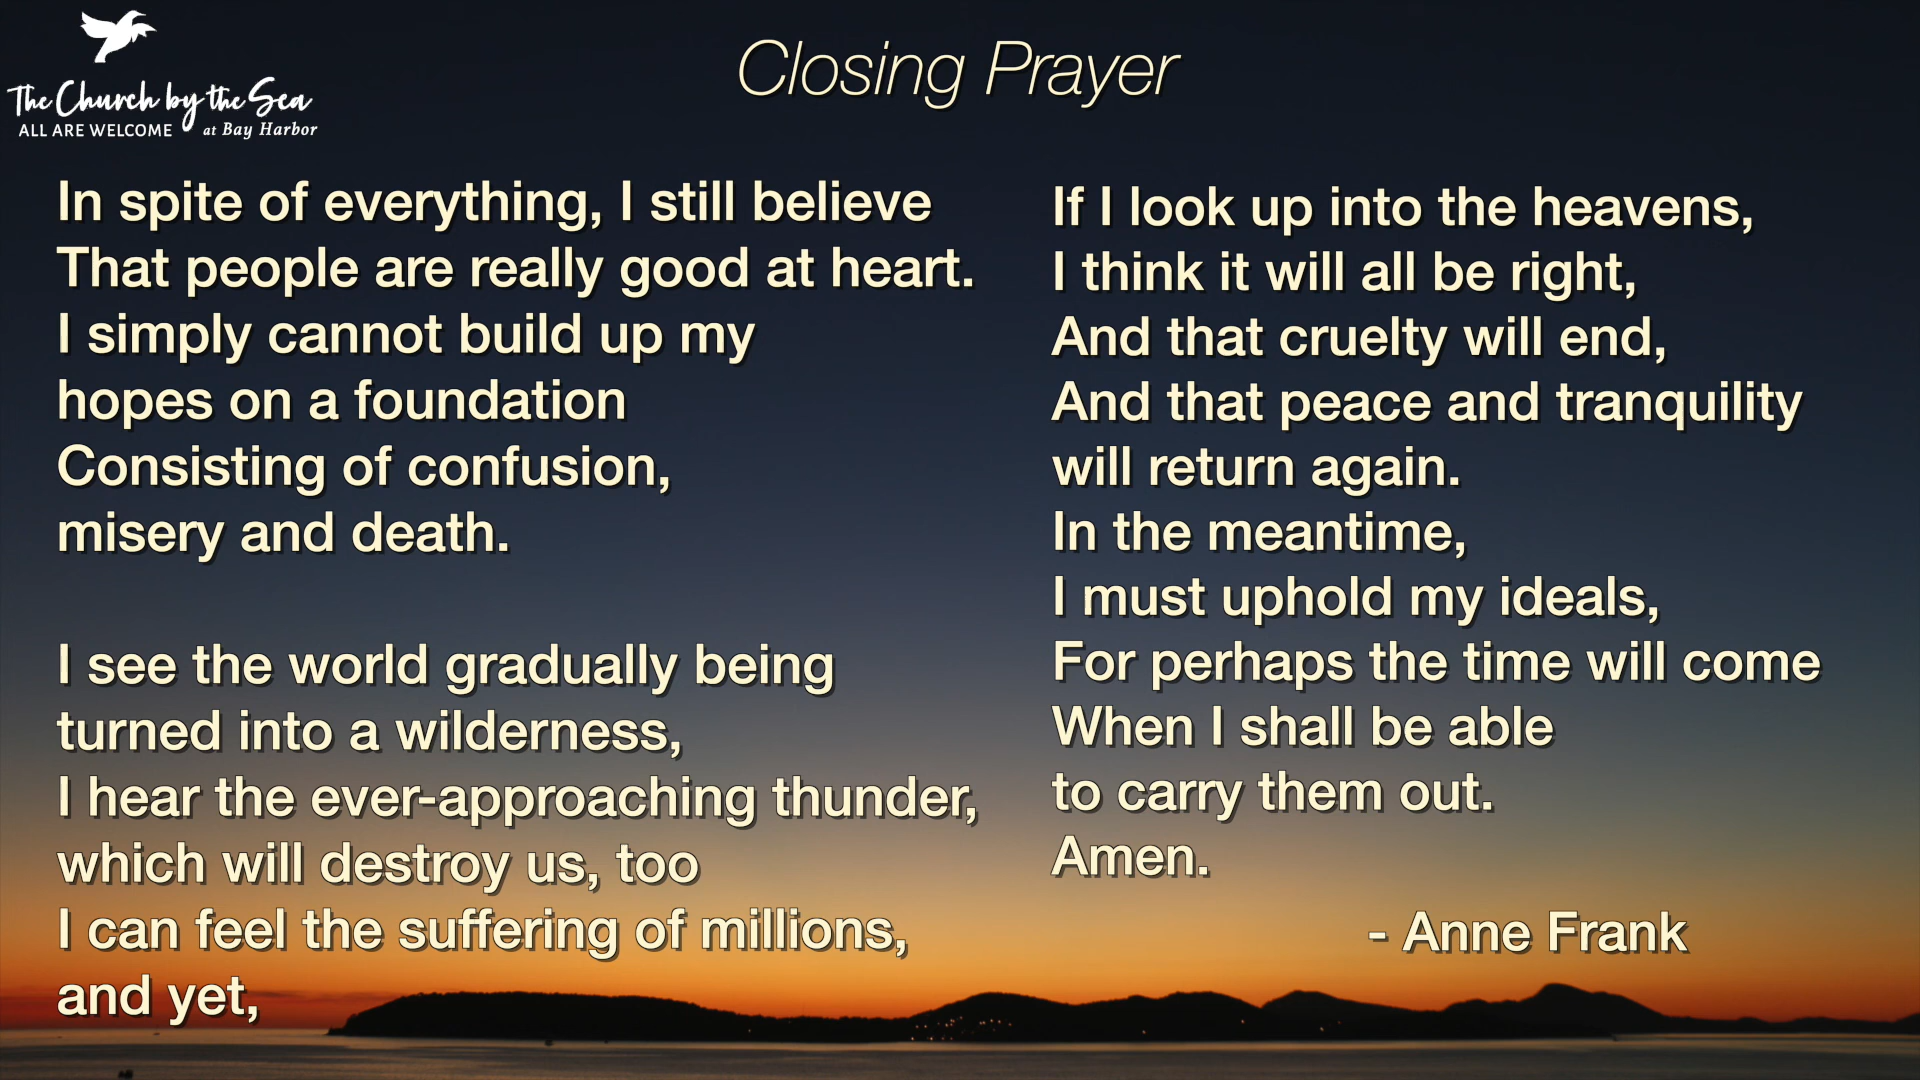 The Church by the Sea
ALL ARE WELCOME at Bay Harbor
Closing Prayer
In spite of everything, I still believe
That people are really good at heart.
I simply cannot build up my
hopes on a foundation
Consisting of confusion,
misery and death.
I see the world gradually being
turned into a wilderness,
I hear the ever-approaching thunder,
which will destroy us, too
I can feel the suffering of millions,
and yet,
If I look up into the heavens,
I think it will all be right,
And that cruelty will end,
And that peace and tranquility
will return again.
In the meantime,
I must uphold my ideals,
For perhaps the time will come
When I shall be able
to carry them out.
Amen.
- Anne Frank